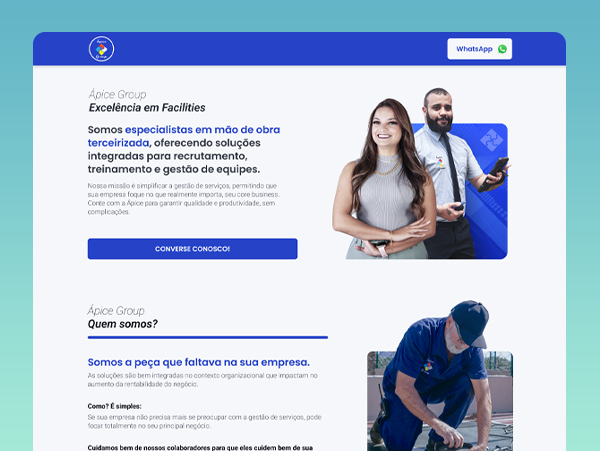 WhatsApp
Ápice Group
Excelência em Facilities
Somos especialistas em mão de obra
terceirizada, oferecendo soluções
integradas para recrutamento,
treinamento e gestão de equipes.
Nossa missão é simplificar a gestão de serviços, permitindo que
sua empresa foque no que realmente importa, seu core business.
Conte com a Ápice para garantir qualidade e produtividade, sem
complicações.
CONVERSE CONOSCO!
Ápice Group
Quem somos?
Somos a peça que faltava na sua empresa.
As soluções são bem integradas no contexto organizacional que impactam no
aumento da rentabilidade do negócio.
Como? É simples:
Se sua empresa não precisa mais se preocupar com a gestão de serviços, pode
focar totalmente no seu principal negócio.
Cuidamos bem de nossos colaboradores para que eles cuidem bem de sua